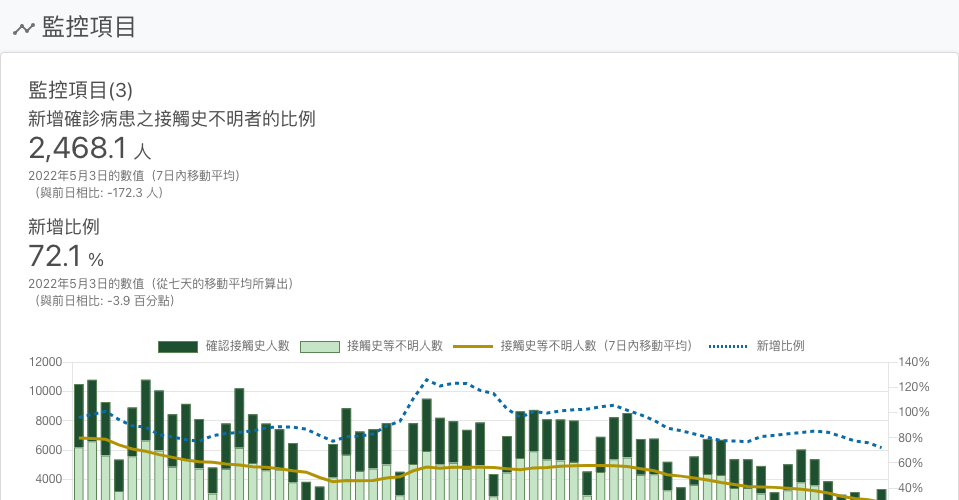 監控項目
監控項目(3)
新增確診病患之接觸史不明者的比例
2,468.1 人
2022年5月3日的數值（7日內移動平均）
（與前日相比: -172.3 人）
新增比例
72.1 %
2022年5月3日的數值（從七天的移動平均所算出）
（與前日相比: -3.9 百分點）
確認接觸史人數 接觸史等不明人數 接觸史等不明人數（7日內移動平均） 新增比例
12000 140%
10000 120%
8000 100%
6000 80%
4000 60%
40%